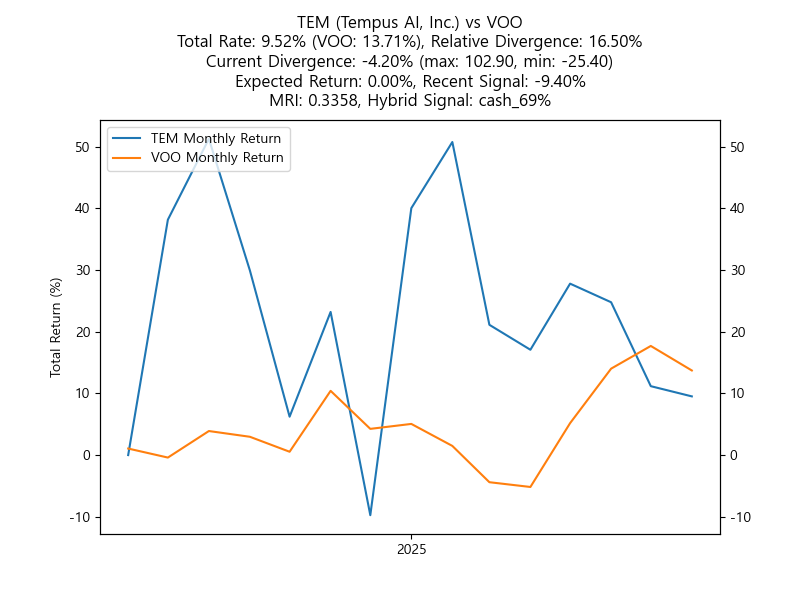 TEM (Tempus AI, Inc.) vs VOO
Total Rate: 9.52% (VOO: 13.71%), Relative Divergence: 16.50%
Current Divergence: -4.20% (max: 102.90, min: -25.40)
Expected Return: 0.00%, Recent Signal: -9.40%
MRI: 0.3358, Hybrid Signal: cash_69%
TEM Monthly Return
VOO Monthly Return
50
40
30
20
10
0
-10
50
40
30
20
10
0
-10
Total Return (%)
2025